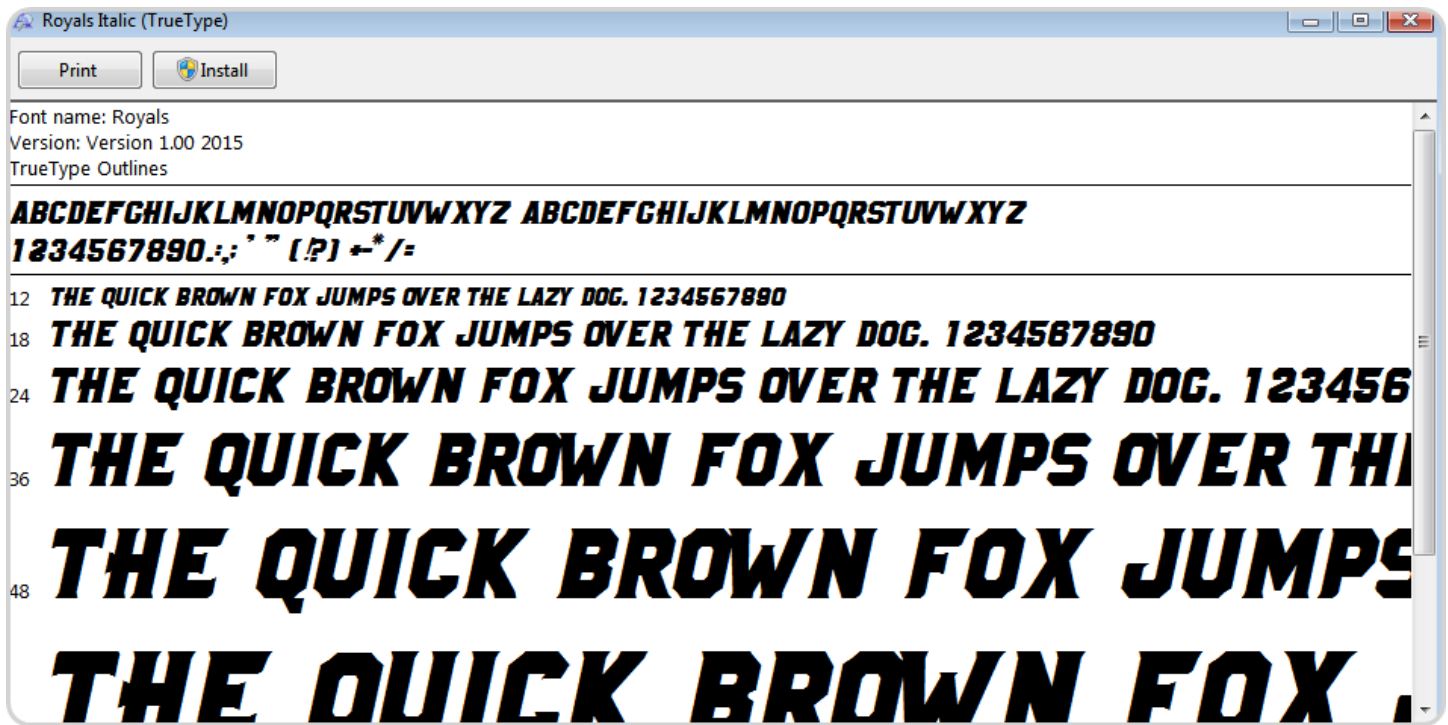 Royals Italic (TrueType)
Print Install
Font name: Royals
Version: Version 1.00 2015
TrueType Outlines
ABCDEFGHIJKLMNOPQRSTUVWXYZ ABCDEFGHIJKLMNOPQRSTUVWXYZ
1234567890.:,; ' " (!?) +-*/=
12 THE QUICK BROWN FOX JUMPS OVER THE LAZY DOG. 1234567890
18 THE QUICK BROWN FOX JUMPS OVER THE LAZY DOG. 1234567890
24 THE QUICK BROWN FOX JUMPS OVER THE LAZY DOG. 123456
36 THE QUICK BROWN FOX JUMPS OVER THE
48 THE QUICK BROWN FOX JUMPS
THE QUICK BROWN FOX